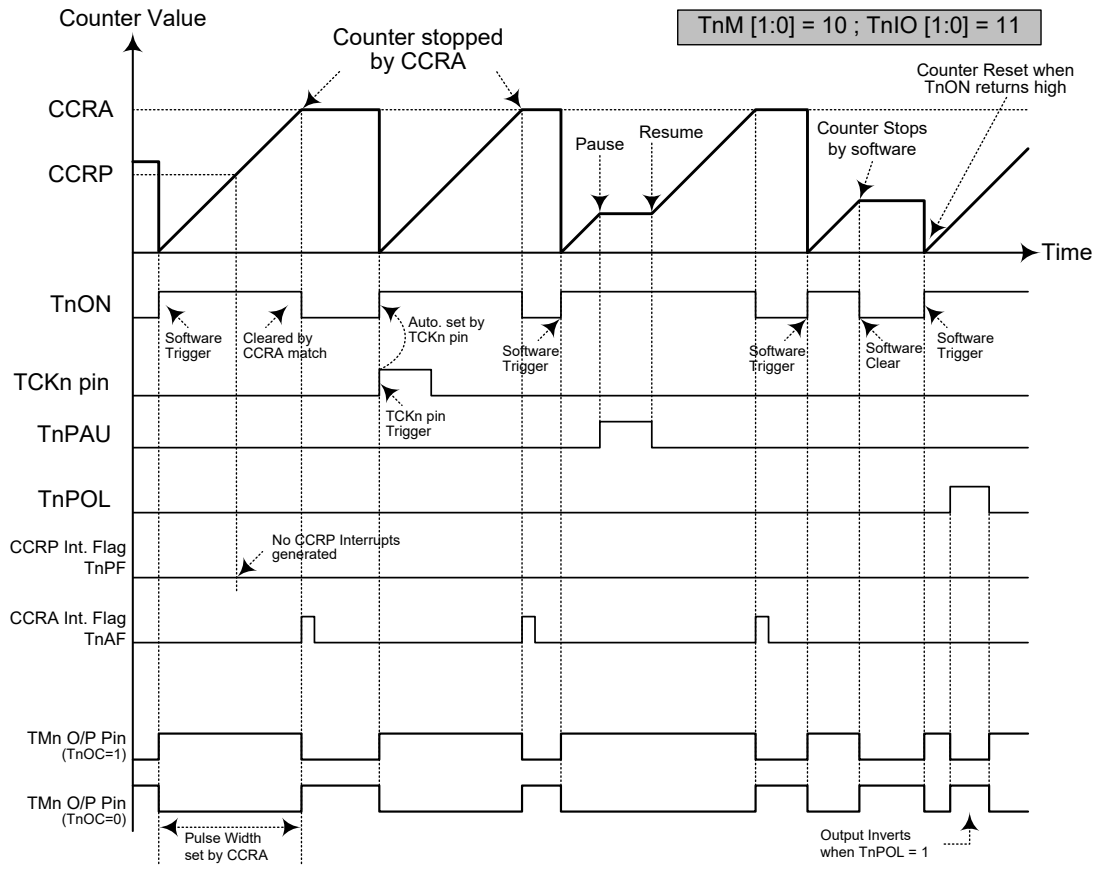 Counter Value
TnM [1:0] = 10 ; TnIO [1:0] = 11
Counter stopped
by CCRA
Counter Reset when
TnON returns high
CCRA
Counter Stops
by software
Pause
Resume
CCRP
Time
TnON
Software
Trigger
Cleared by
CCRA match
Auto. set by
TCKn pin
Software
Trigger
Software
Trigger
Software
Clear
Software
Trigger
TCKn pin
TCKn pin
Trigger
TnPAU
TnPOL
No CCRP Interrupts
generated
CCRP Int. Flag
TnPF
CCRA Int. Flag
TnAF
TMn O/P Pin
(TnOC=1)
TMn O/P Pin
(TnOC=0)
Pulse Width
set by CCRA
Output Inverts
when TnPOL = 1